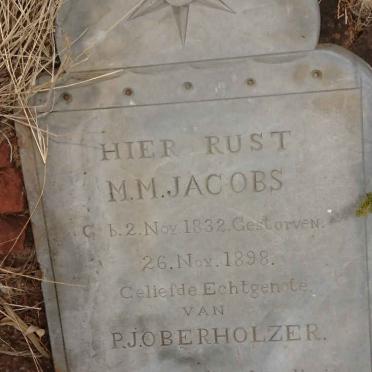 HIER RUST
M.M.JACOBS
G b.2.Nov.1832.Gestorven.
26.Nov.1898.
Geliefde Echtgenote
VAN
P.J.OBERHOLZER.